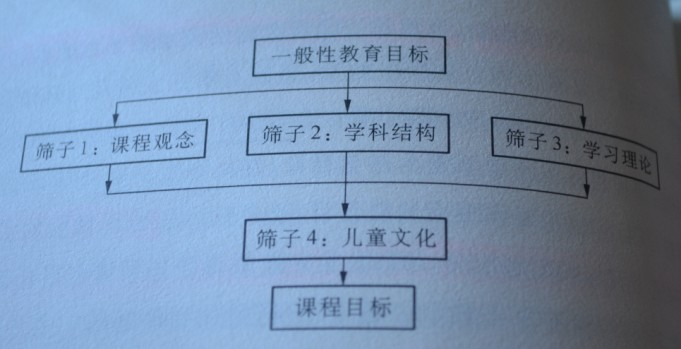 一般性教育目标
筛子1：课程观念
筛子2：学科结构
筛子3：学习理论
筛子4：儿童文化
课程目标